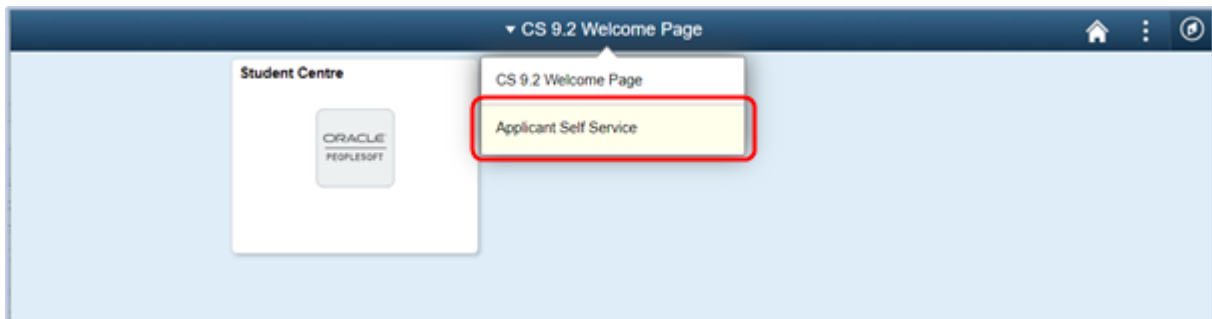 ▾ CS 9.2 Welcome Page
Student Centre
ORACLE
PEOPLESOFT
CS 9.2 Welcome Page
Applicant Self Service